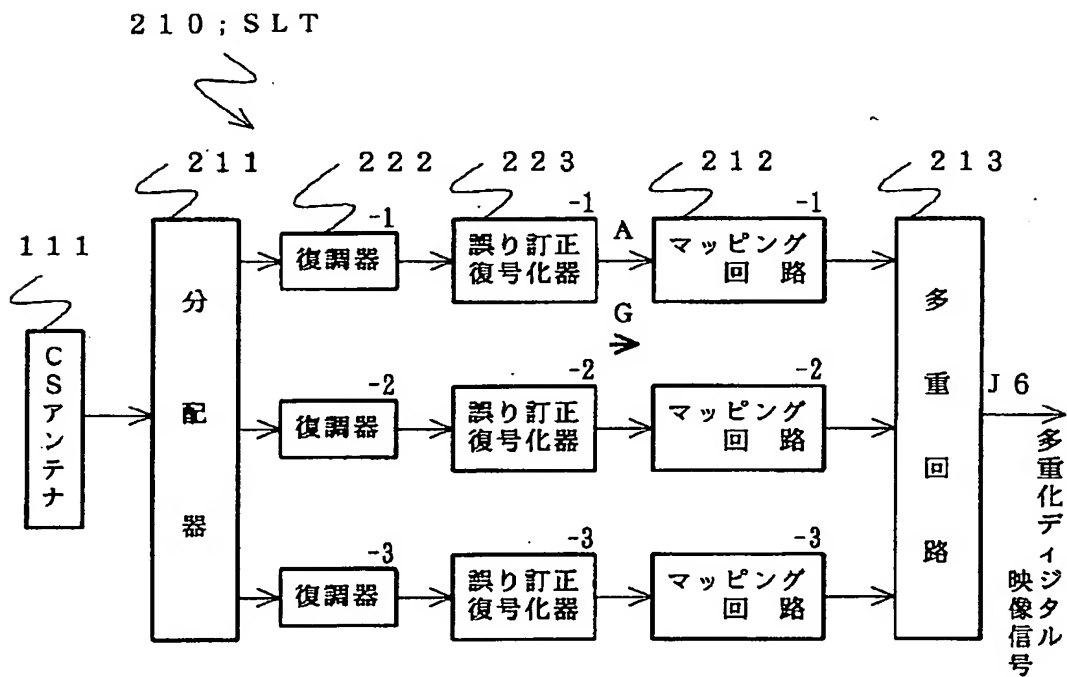 210;SLT
211
222
223
212
213
111
CSアンテナ
分配器
-1
復調器
-1
誤り訂正
復号化器
A
-1
マッピング
回路
G
-2
復調器
-2
誤り訂正
復号化器
-2
マッピング
回路
-3
復調器
-3
誤り訂正
復号化器
-3
マッピング
回路
多重回路
J6
多重化ディジタル
映像信号